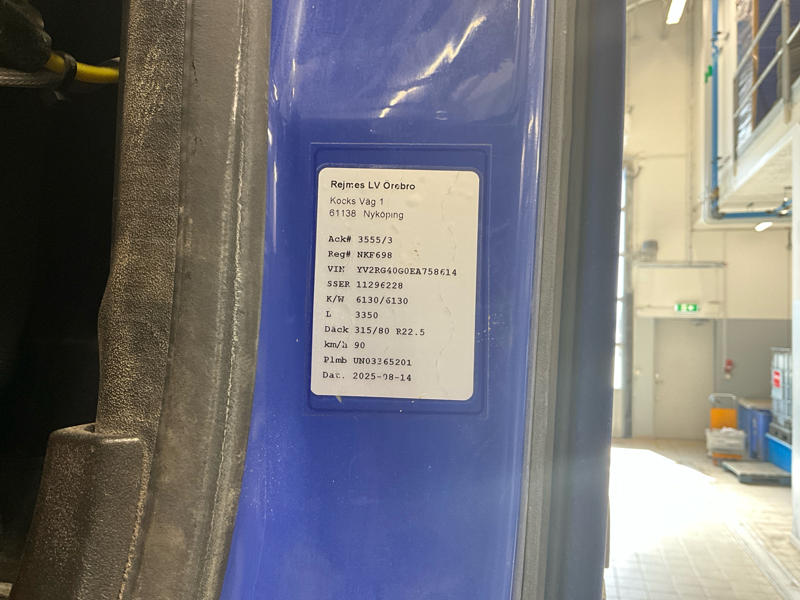 Rejmes LV Örebro
Kocks Väg 1
61138 Nyköping
Ack# 3555/3
Reg# NKF698
VIN YV2RG40G0EA758614
SSER 11296228
K/W 6130/6130
L 3350
Däck 315/80 R22.5
km/h 90
Plmb UN03365201
Dat. 2025-08-14